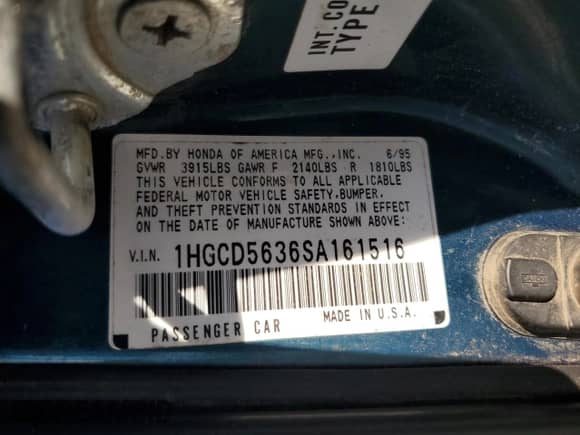 INT.CO
TYPE
MFD.BY HONDA OF AMERICA MFG.,INC. 6/95
GVWR 3915LBS GAWR F 2140LBS R 1810LBS
THIS VEHICLE CONFORMS TO ALL APPLICABLE
FEDERAL MOTOR VEHICLE SAFETY,BUMPER,
AND THEFT PREVENTION STANDARDS IN EFFECT
ON THE DATE OF MANUFACTURE SHOWN ABOVE:
V.I.N. 1HGCD5636SA161516
PASSENGER CAR MADE IN U.S.A.